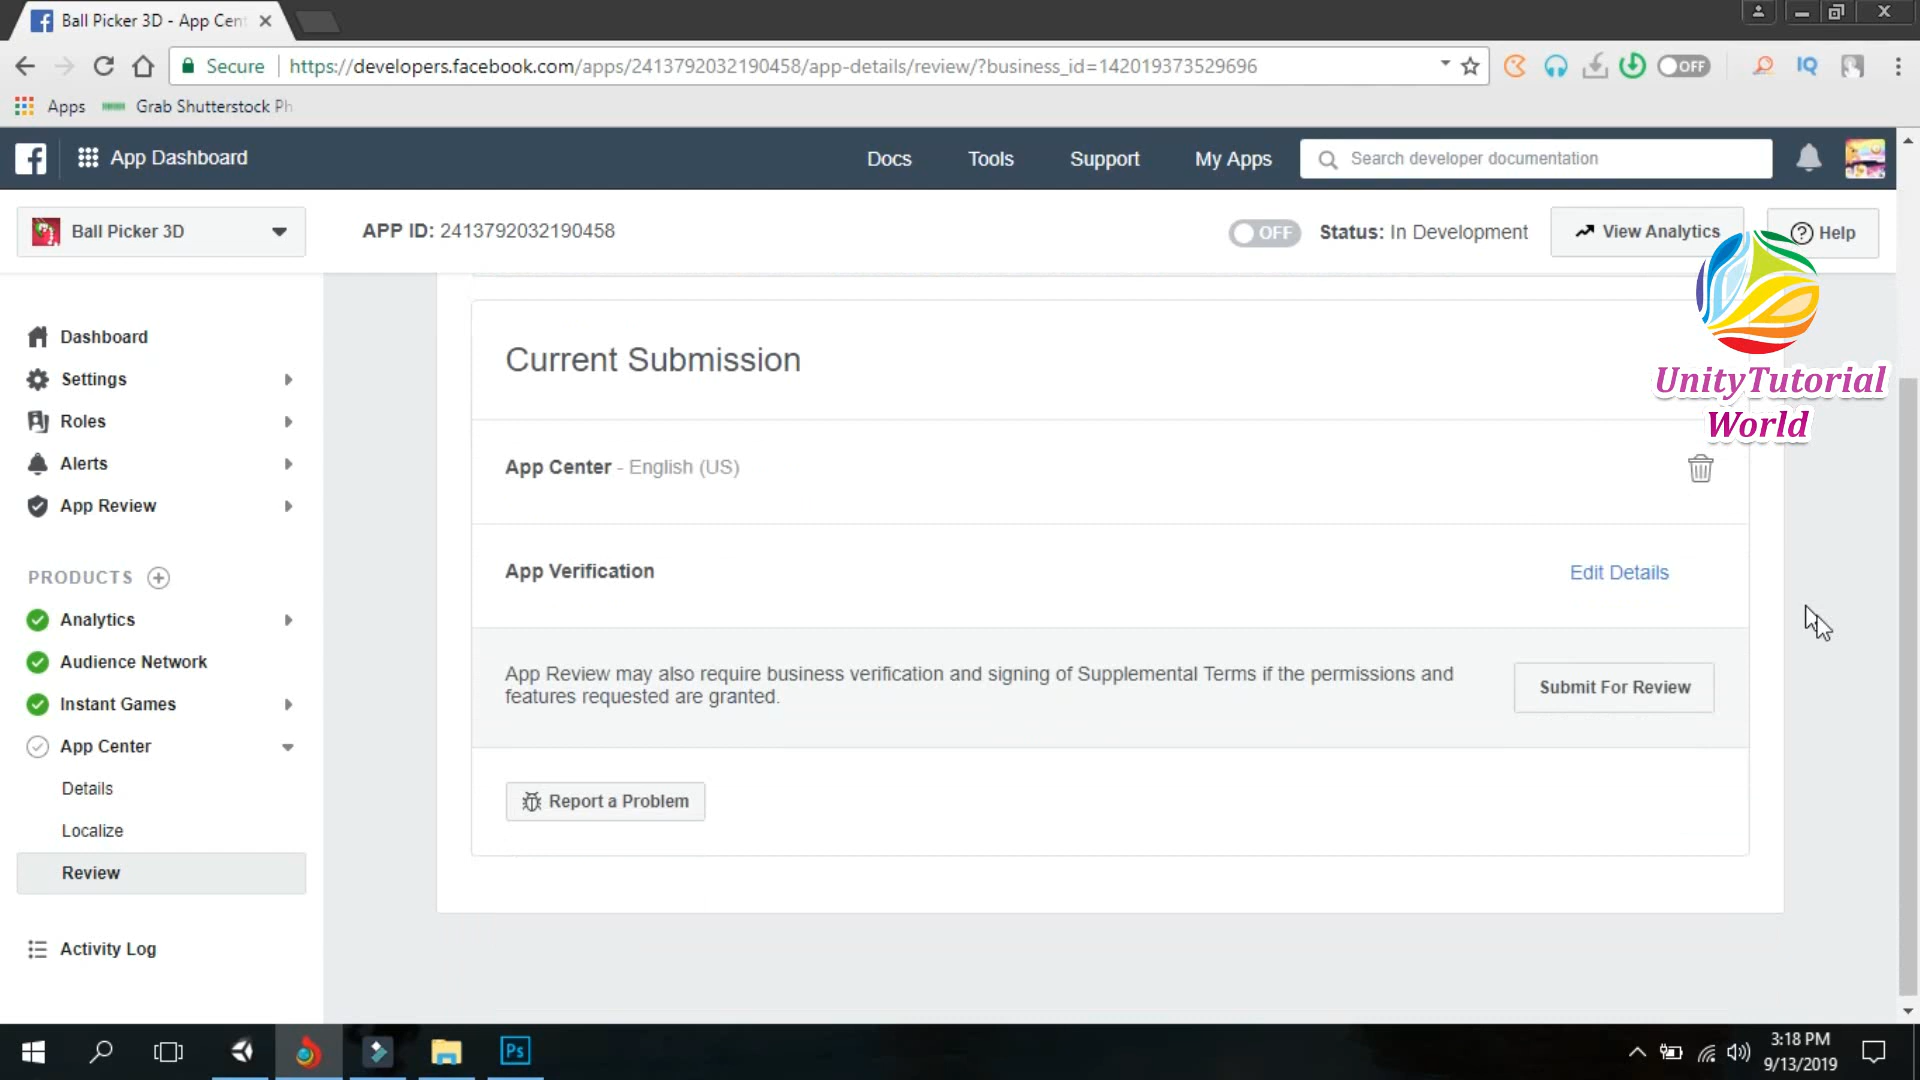 Ball Picker 3D - App Cent
Secure
https://developers.facebook.com/apps/2413792032190458/app-details/review/?business_id=142019373529696
OFF
IQ
Apps
Grab Shutterstock Ph
App Dashboard
Docs
Tools
Support
My Apps
Search developer documentation
Ball Picker 3D
APP ID: 2413792032190458
OFF
Status: In Development
View Analytics
Help
UnityTutorial
World
Dashboard
Settings
Roles
Alerts
App Review
PRODUCTS
Analytics
Audience Network
Instant Games
App Center
Details
Localize
Review
Activity Log
Current Submission
App Center - English (US)
App Verification
Edit Details
App Review may also require business verification and signing of Supplemental Terms if the permissions and
features requested are granted.
Submit For Review
Report a Problem
Ps
3:18 PM
9/13/2019